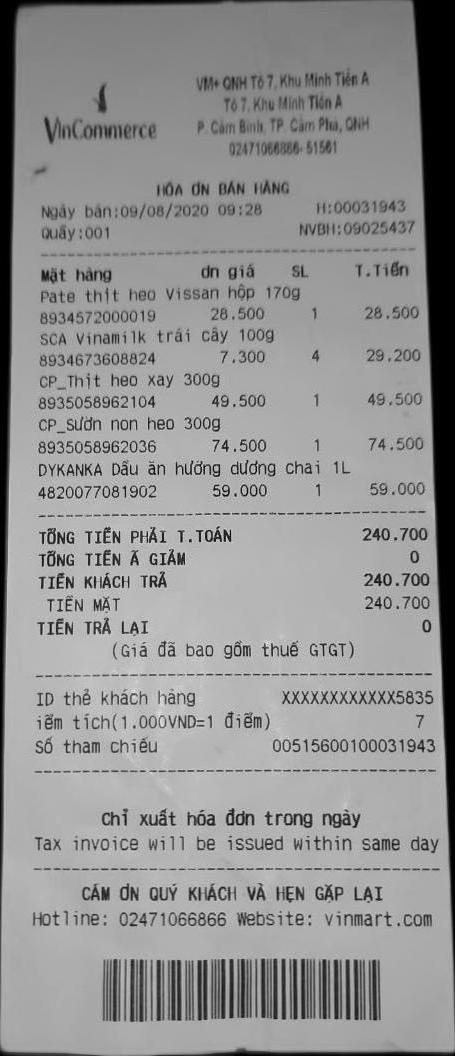 VinCommerce
VM+ QNH Tổ 7, Khu Minh Tiến A
Tổ 7, Khu Minh Tiến A
P. Cẩm Bình, TP. Cẩm Phả, QNH
02471066866-51561
HÓA ƠN BÁN HÀNG
Ngày bán:09/08/2020 09:28 H:00031943
Quầy:001 NVBH:09025437
Mặt hàng ơn giá SL T.Tiền
Pate thịt heo Vissan hộp 170g
8934572000019 28.500 1 28.500
SCA Vinamilk trái cây 100g
8934673608824 7.300 4 29.200
CP_Thịt heo xay 300g
8935058962104 49.500 1 49.500
CP_Sườn non heo 300g
8935058962036 74.500 1 74.500
DYKANKA Dầu ăn hướng dương chai 1L
4820077081902 59.000 1 59.000
TỔNG TIỀN PHẢI T.TOÁN 240.700
TỔNG TIỀN Ã GIẢM 0
TIỀN KHÁCH TRẢ 240.700
TIỀN MẶT 240.700
TIỀN TRẢ LẠI 0
(Giá đã bao gồm thuế GTGT)
ID thẻ khách hàng XXXXXXXXXXXX5835
iểm tích(1.000VND=1 điểm) 7
Số tham chiếu 00515600100031943
Chỉ xuất hóa đơn trong ngày
Tax invoice will be issued within same day
CẢM ƠN QUÝ KHÁCH VÀ HẸN GẶP LẠI
Hotline: 02471066866 Website: vinmart.com